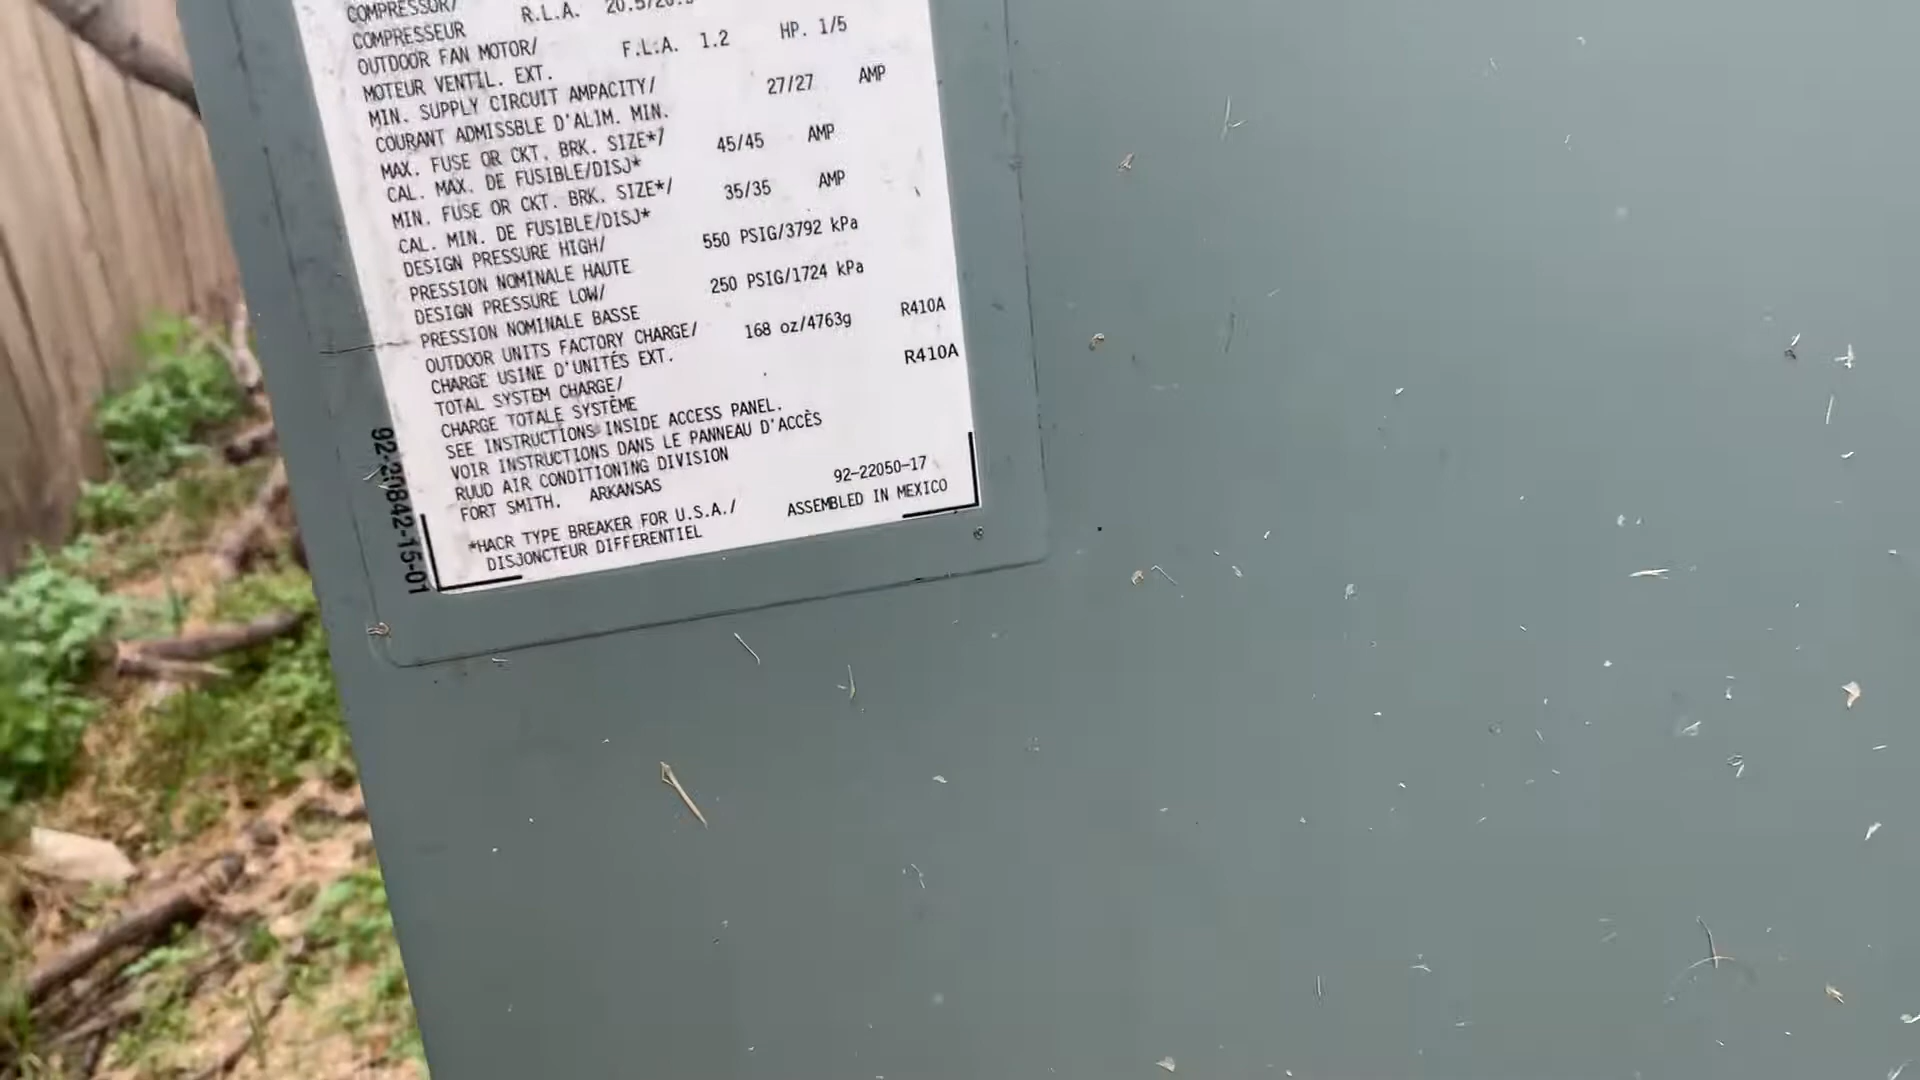 COMPRESSOR/
COMPRESSEUR R.L.A. 20.5/20.5
OUTDOOR FAN MOTOR/ F.L.A. 1.2 HP. 1/5
MOTEUR VENTIL. EXT.
MIN. SUPPLY CIRCUIT AMPACITY/ 27/27 AMP
COURANT ADMISSBLE D'ALIM. MIN.
MAX. FUSE OR CKT. BRK. SIZE*/ 45/45 AMP
CAL. MAX. DE FUSIBLE/DISJ*
MIN. FUSE OR CKT. BRK. SIZE*/ 35/35 AMP
CAL. MIN. DE FUSIBLE/DISJ*
DESIGN PRESSURE HIGH/ 550 PSIG/3792 kPa
PRESSION NOMINALE HAUTE
DESIGN PRESSURE LOW/ 250 PSIG/1724 kPa
PRESSION NOMINALE BASSE
OUTDOOR UNITS FACTORY CHARGE/ 168 oz/4763g R410A
CHARGE USINE D'UNITÉS EXT.
TOTAL SYSTEM CHARGE/ R410A
CHARGE TOTALE SYSTÈME
SEE INSTRUCTIONS INSIDE ACCESS PANEL.
VOIR INSTRUCTIONS DANS LE PANNEAU D'ACCÈS
RUUD AIR CONDITIONING DIVISION
FORT SMITH, ARKANSAS 92-22050-17
*HACR TYPE BREAKER FOR U.S.A./ ASSEMBLED IN MEXICO
DISJONCTEUR DIFFERENTIEL
92-20842-15-01